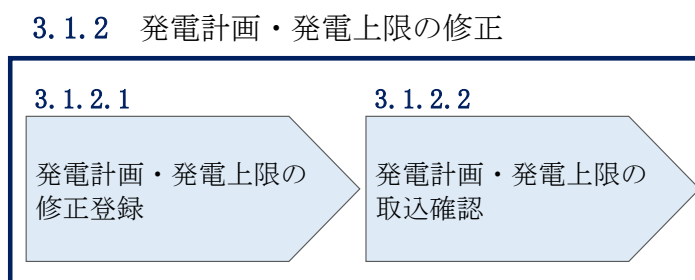 3.1.2 発電計画・発電上限の修正
3.1.2.1
発電計画・発電上限の
修正登録
3.1.2.2
発電計画・発電上限の
取込確認